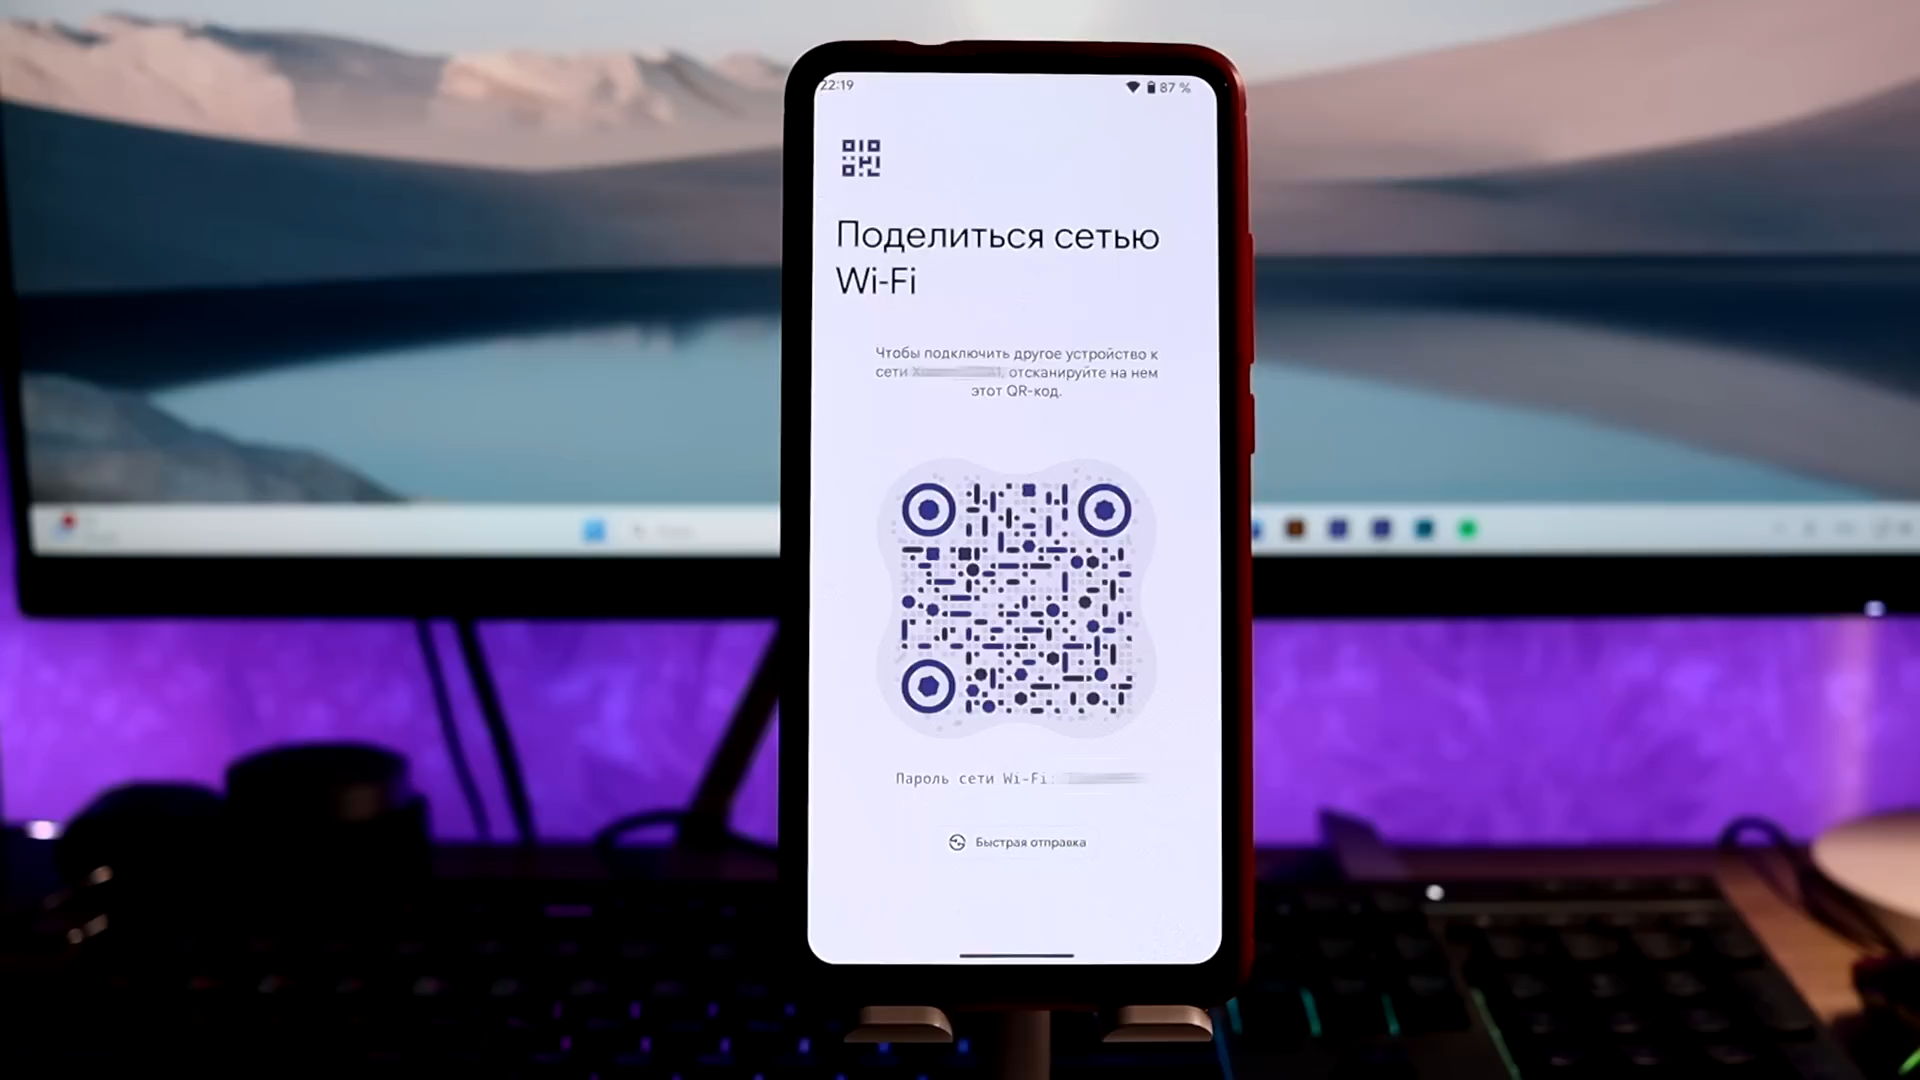 22:19
87 %
Поделиться сетью
Wi-Fi
Чтобы подключить другое устройство к
сети отсканируйте на нем
этот QR-код.
Пароль сети Wi-Fi:
Быстрая отправка